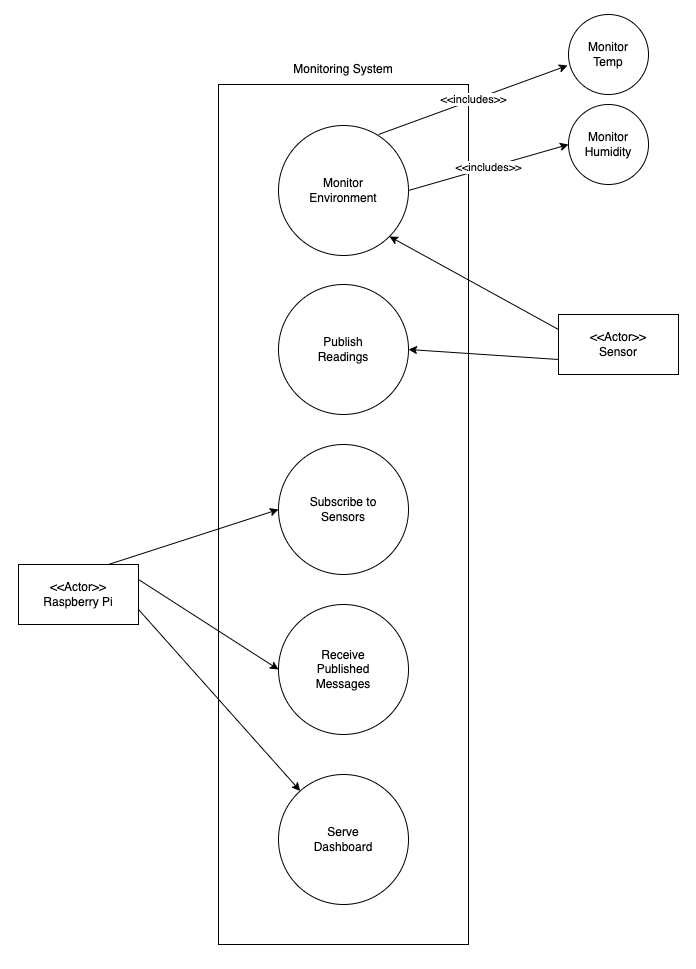 Monitor
Temp
Monitoring System
<<includes>>
Monitor
Humidity
<<includes>>
Monitor
Environment
<<Actor>>
Sensor
Publish
Readings
Subscribe to
Sensors
<<Actor>>
Raspberry Pi
Receive
Published
Messages
Serve
Dashboard